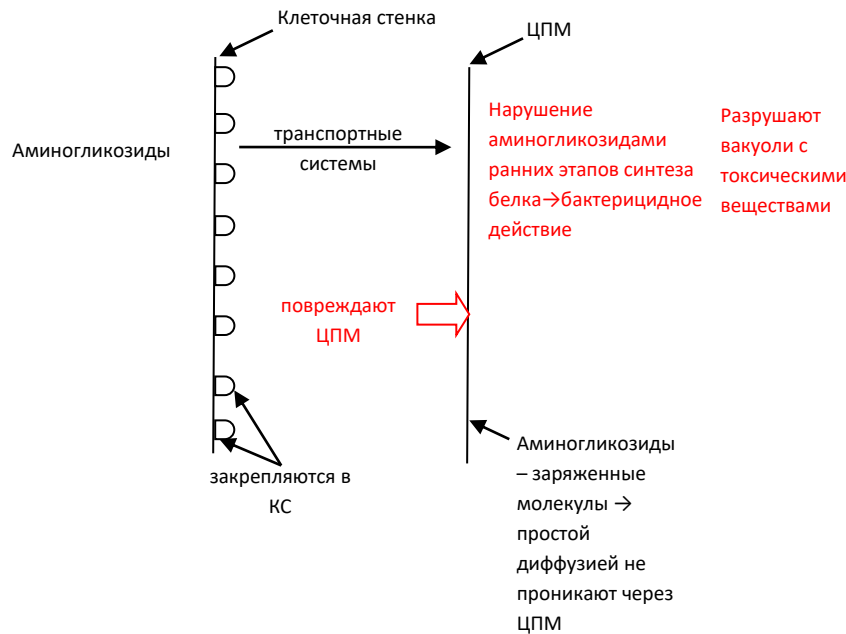 Клеточная стенка
ЦПМ
Аминогликозиды
транспортные
системы
Нарушение
аминогликозидами
ранних этапов синтеза
белка→бактерицидное
действие
Разрушают
вакуоли с
токсическими
веществами
повреждают
ЦПМ
закрепляются в
КС
Аминогликозиды
– заряженные
молекулы →
простой
диффузией не
проникают через
ЦПМ